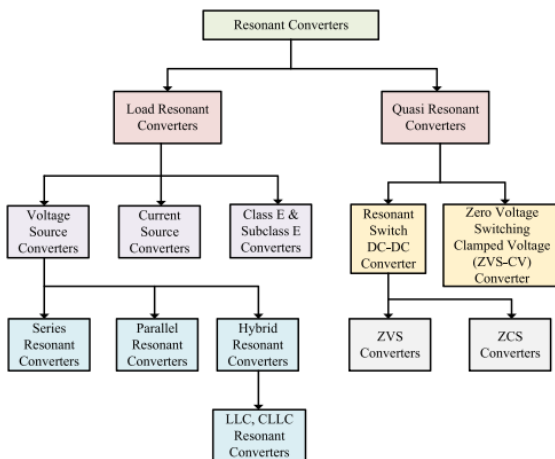 Resonant Converters
Load Resonant
Converters
Quasi Resonant
Converters
Voltage
Source
Converters
Current
Source
Converters
Class E &
Subclass E
Converters
Resonant
Switch
DC-DC
Converter
Zero Voltage
Switching
Clamped Voltage
(ZVS-CV)
Converter
Series
Resonant
Converters
Parallel
Resonant
Converters
Hybrid
Resonant
Converters
ZVS
Converters
ZCS
Converters
LLC, CLLC
Resonant
Converters